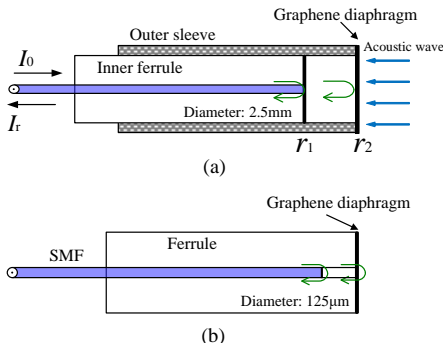 Graphene diaphragm
Outer sleeve
Acoustic wave
I0
Inner ferrule
Ir
Diameter: 2.5mm
r1
r2
(a)
Graphene diaphragm
SMF
Ferrule
Diameter: 125μm
(b)